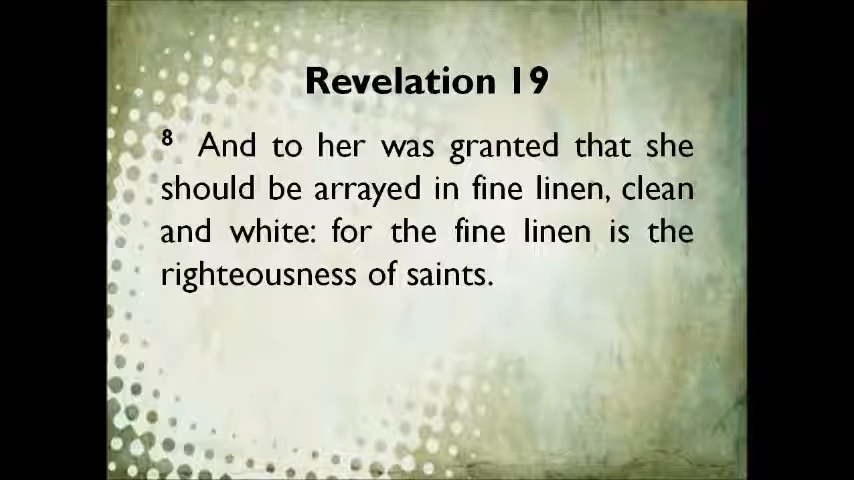 Revelation 19
8 And to her was granted that she
should be arrayed in fine linen, clean
and white: for the fine linen is the
righteousness of saints.